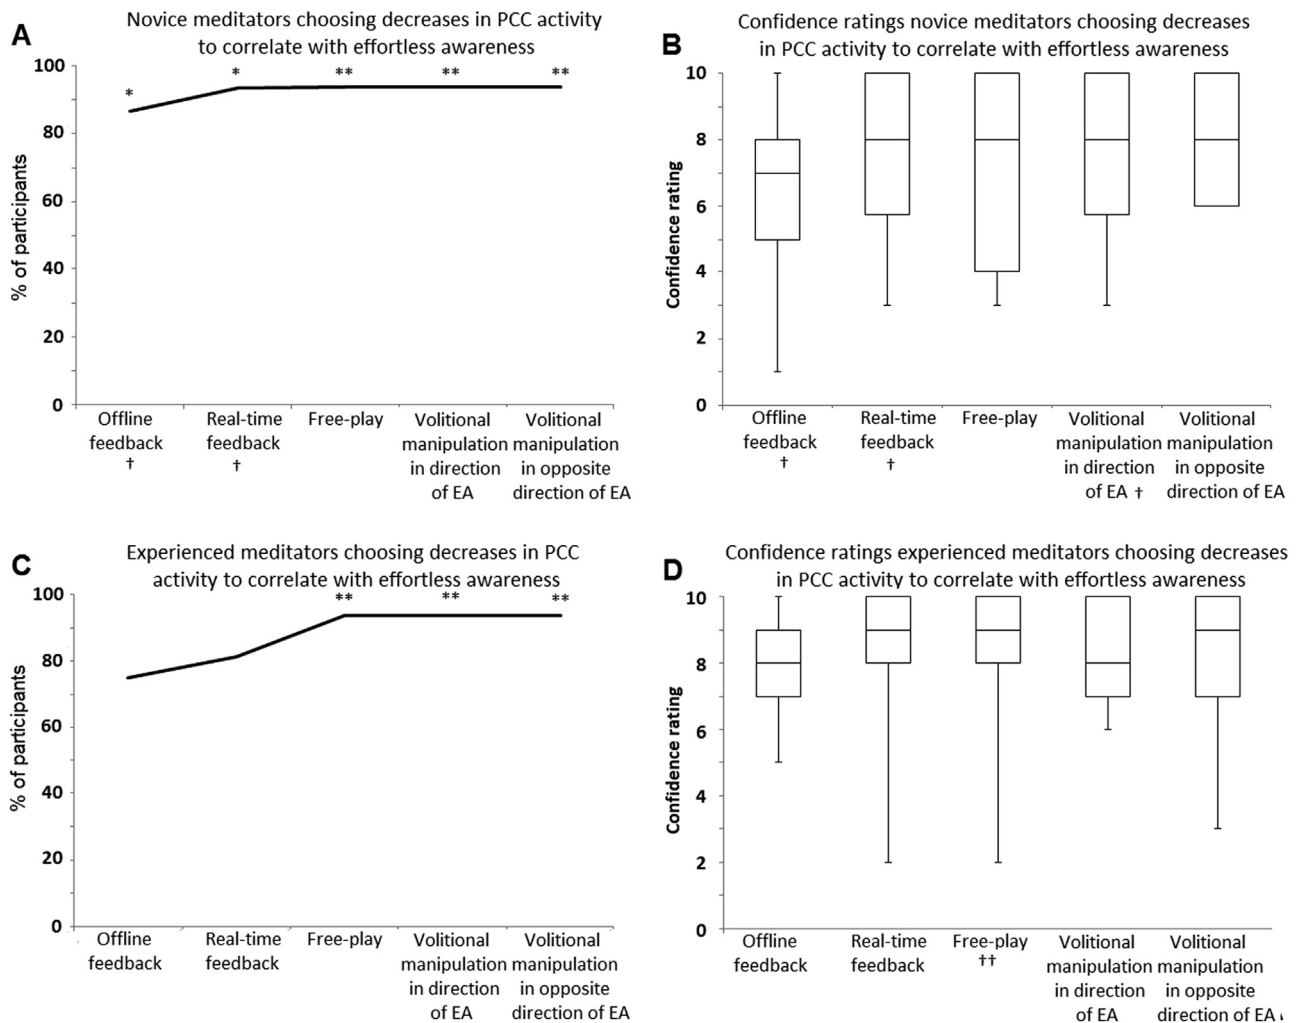 A
Novice meditators choosing decreases in PCC activity
to correlate with effortless awareness
% of participants
100
80
60
40
20
0
* * ** ** **
Offline Real-time Free-play Volitional Volitional
feedback feedback manipulation manipulation
† † in direction in opposite
of EA direction of EA
B
Confidence ratings novice meditators choosing decreases
in PCC activity to correlate with effortless awareness
Confidence rating
10
8
6
4
2
0
Offline Real-time Free-play Volitional Volitional
feedback feedback manipulation manipulation
† † in direction in opposite
of EA † direction of EA
C
Experienced meditators choosing decreases in PCC
activity to correlate with effortless awareness
% of participants
100
80
60
40
20
0
** ** **
Offline Real-time Free-play Volitional Volitional
feedback feedback manipulation manipulation
in direction in opposite
of EA direction of EA
D
Confidence ratings experienced meditators choosing decreases
in PCC activity to correlate with effortless awareness
Confidence rating
10
8
6
4
2
0
Offline Real-time Free-play Volitional Volitional
feedback feedback †† manipulation manipulation
in direction in opposite
of EA direction of EA